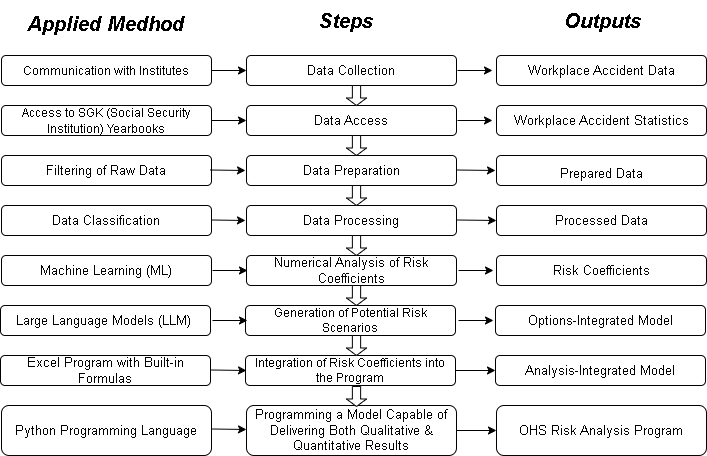 Applied Medhod
Steps
Outputs
Communication with Institutes
Data Collection
Workplace Accident Data
Access to SGK (Social Security
Institution) Yearbooks
Data Access
Workplace Accident Statistics
Filtering of Raw Data
Data Preparation
Prepared Data
Data Classification
Data Processing
Processed Data
Machine Learning (ML)
Numerical Analysis of Risk
Coefficients
Risk Coefficients
Large Language Models (LLM)
Generation of Potential Risk
Scenarios
Options-Integrated Model
Excel Program with Built-in
Formulas
Integration of Risk Coefficients into
the Program
Analysis-Integrated Model
Python Programming Language
Programming a Model Capable of
Delivering Both Qualitative &
Quantitative Results
OHS Risk Analysis Program